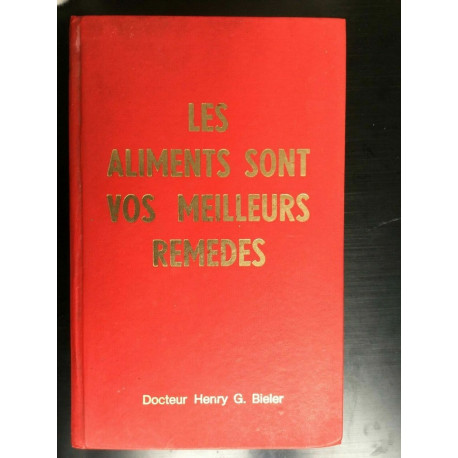 LES
ALIMENTS SONT
VOS MEILLEURS
REMEDES
Docteur Henry G. Bieler